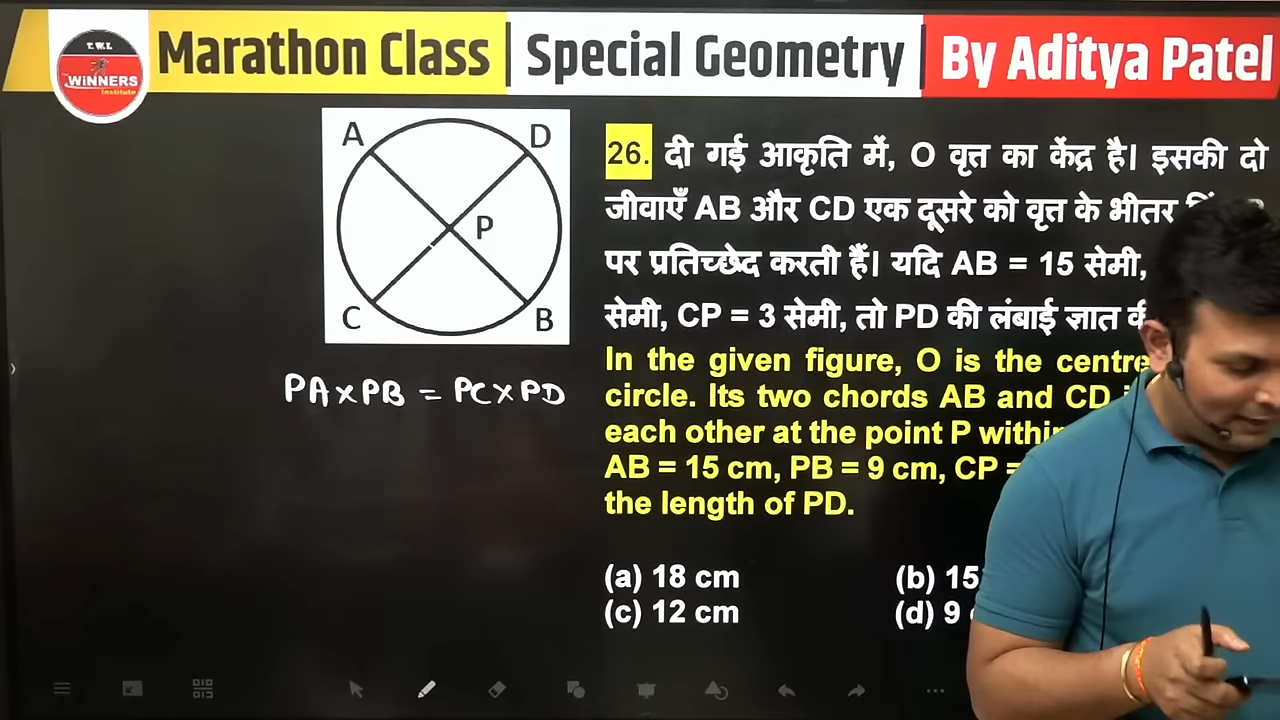 T.W.I.
WINNERS
Institute
Marathon Class | Special Geometry By Aditya Patel
A
D
P
C
B
PA×PB = PC×PD
26. दी गई आकृति में, O वृत्त का केंद्र है। इसकी दो
जीवाएँ AB और CD एक दूसरे को वृत्त के भीतर
पर प्रतिच्छेद करती हैं। यदि AB = 15 सेमी,
सेमी, CP = 3 सेमी, तो PD की लंबाई ज्ञात
In the given figure, O is the centre
circle. Its two chords AB and CD
each other at the point P within
AB = 15 cm, PB = 9 cm, CP =
the length of PD.
(a) 18 cm (b) 15
(c) 12 cm (d) 9